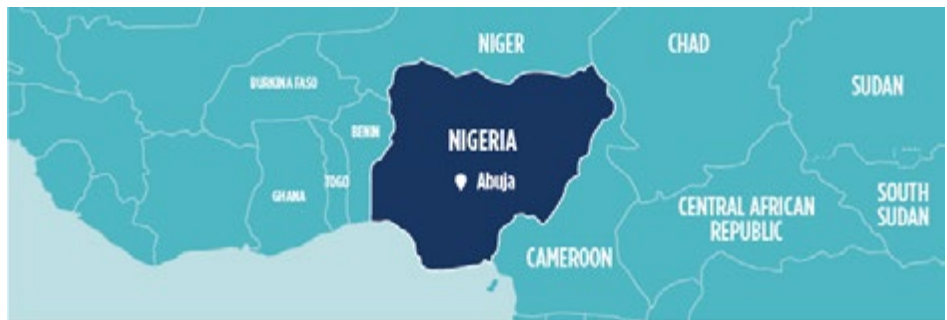 NIGER
CHAD
BURKINA FASO
SUDAN
BENIN
NIGERIA
Abuja
TOGO
GHANA
CENTRAL AFRICAN
REPUBLIC
SOUTH
SUDAN
CAMEROON